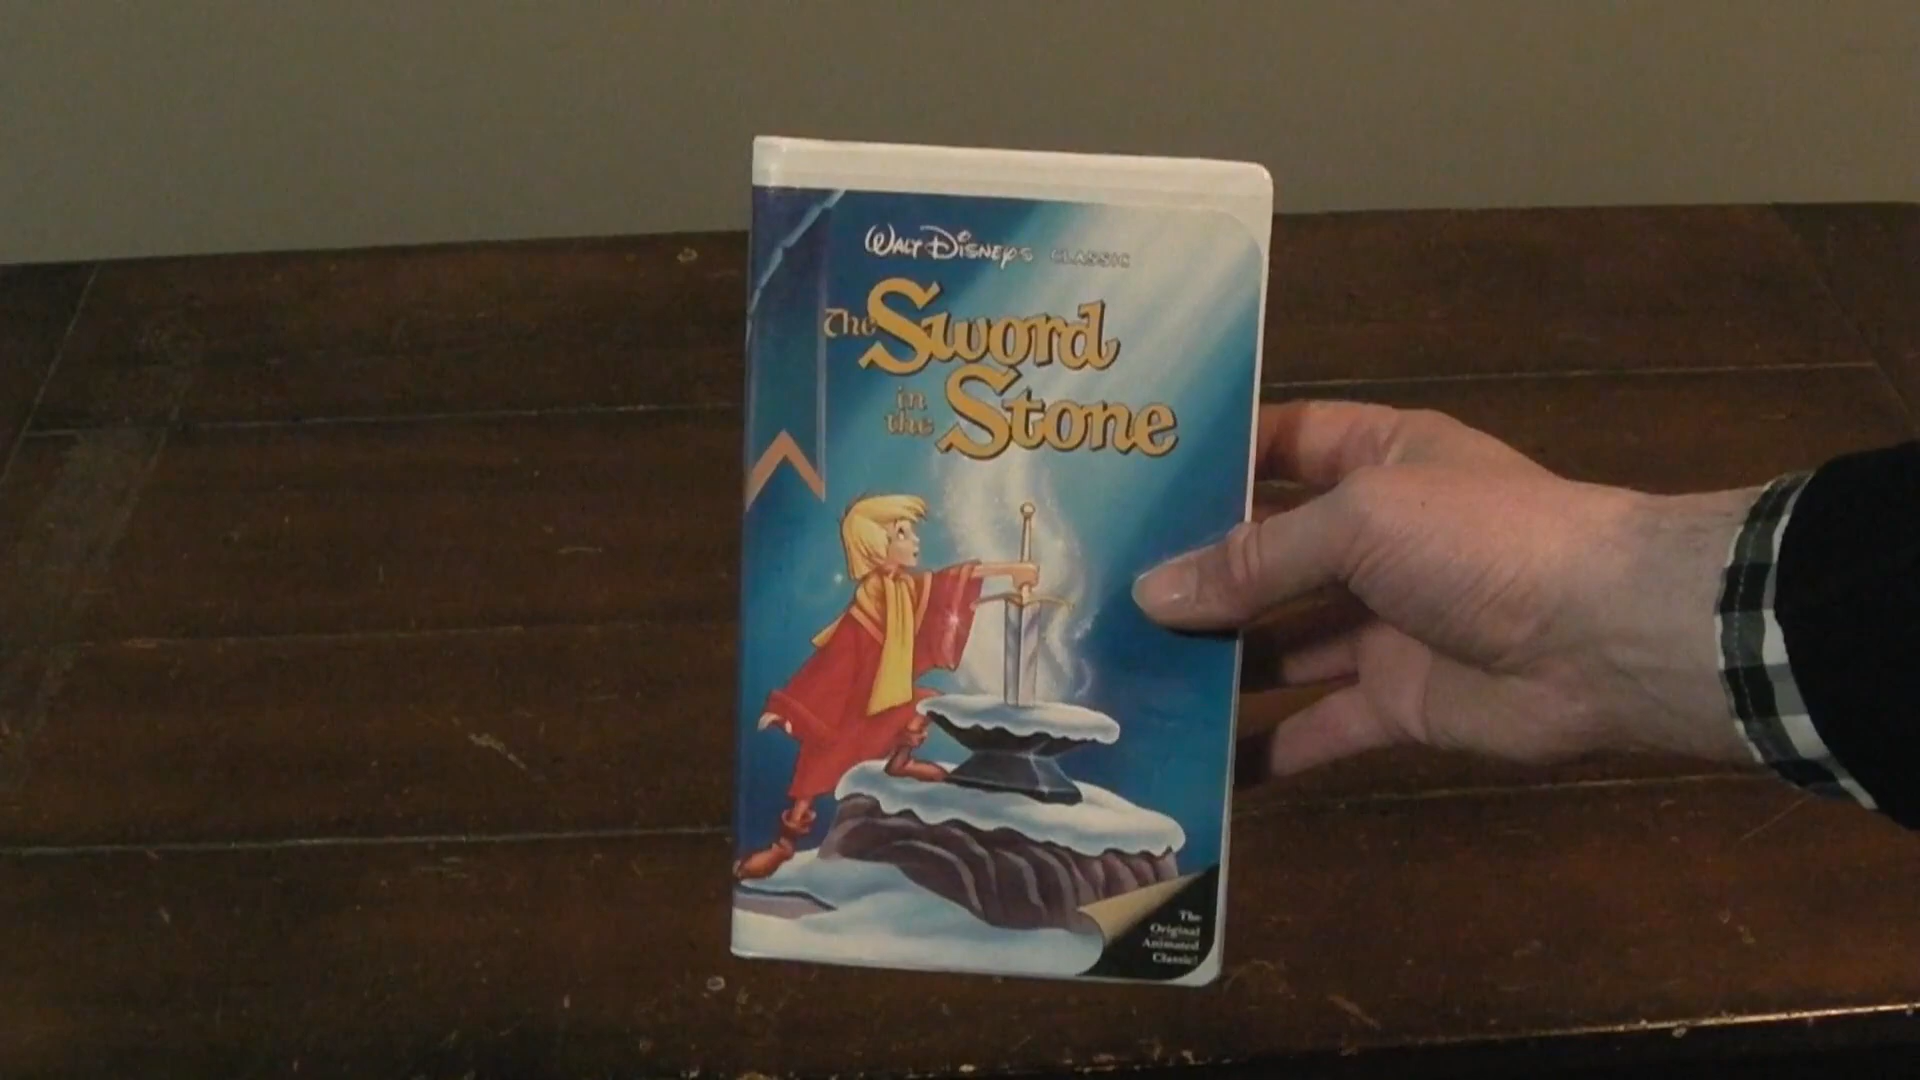 WALT DISNEY'S CLASSIC
The Sword
in
the Stone
The
Original
Animated
Classic!